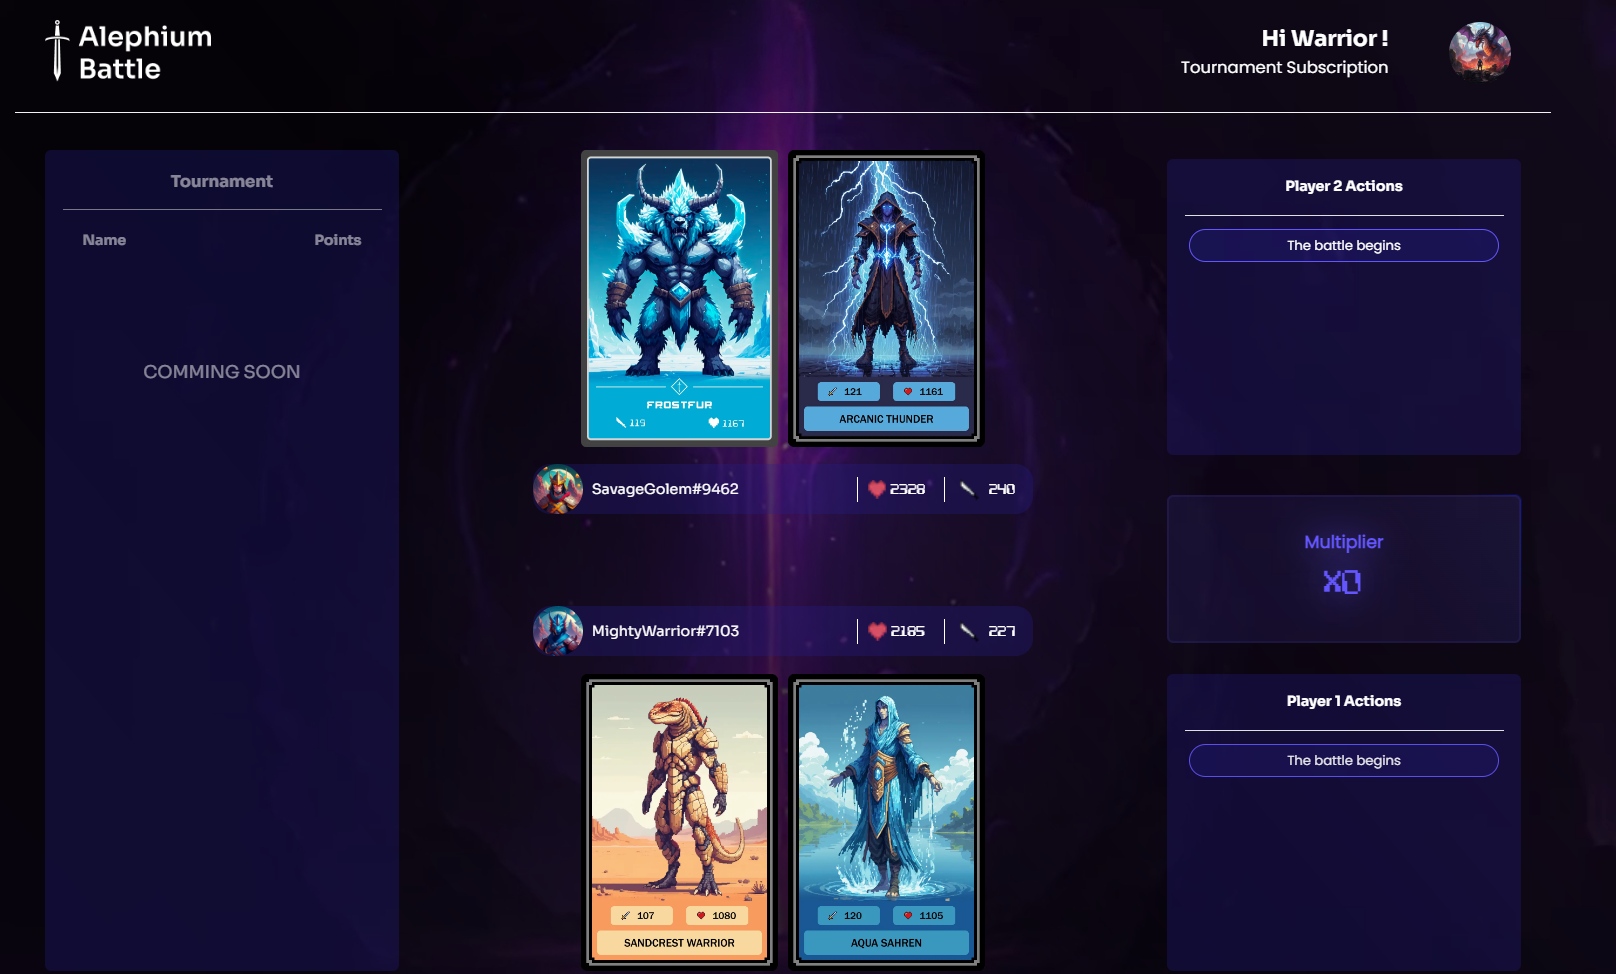 Alephium
Battle
Hi Warrior !
Tournament Subscription
Tournament
Name Points
COMMING SOON
FROSTFUR
119 1167
121 1161
ARCANIC THUNDER
SavageGolem#9462 2328 240
MightyWarrior#7103 2185 227
107 1080
SANDCREST WARRIOR
120 1105
AQUA SAHREN
Player 2 Actions
The battle begins
Multiplier
X0
Player 1 Actions
The battle begins